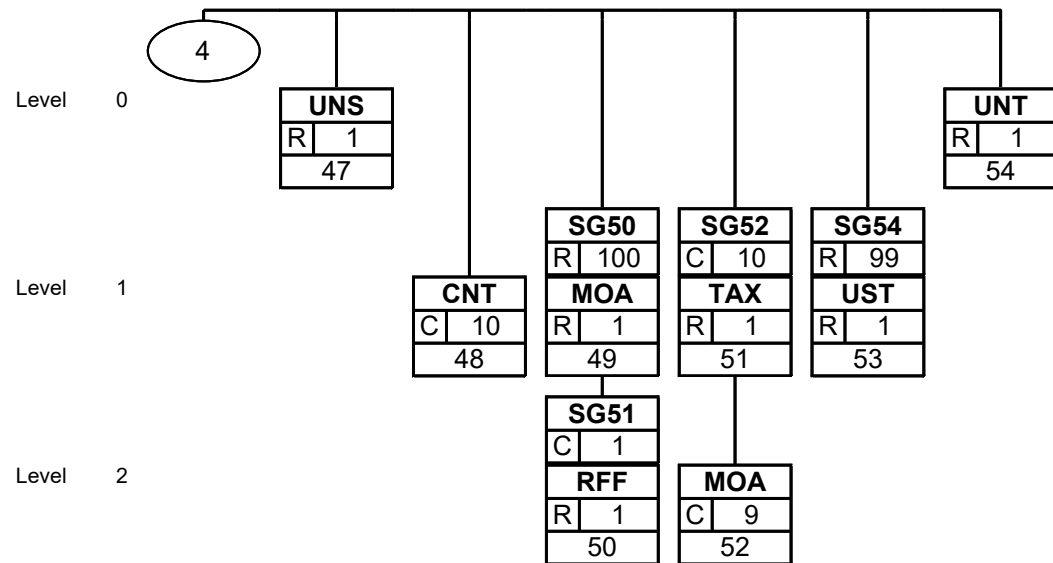 4
Level 0
UNS
R 1
47
UNT
R 1
54
SG50
R 100
SG52
C 10
SG54
R 99
Level 1
CNT
C 10
48
MOA
R 1
49
TAX
R 1
51
UST
R 1
53
SG51
C 1
Level 2
RFF
R 1
50
MOA
C 9
52